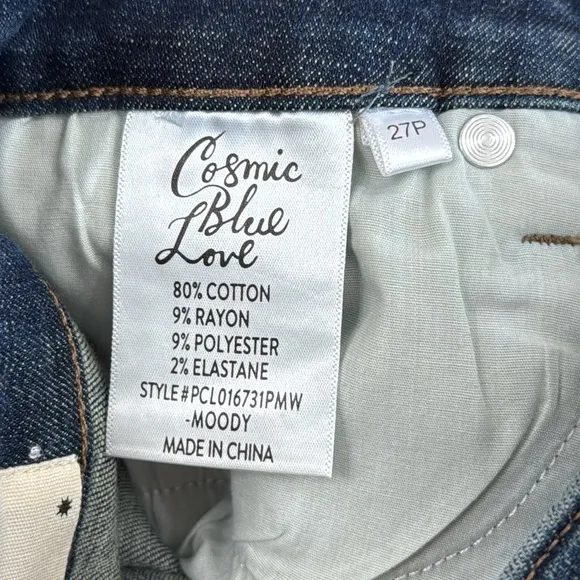 Cosmic
Blue
Love
80% COTTON
9% RAYON
9% POLYESTER
2% ELASTANE
STYLE#PCL016731PMW
-MOODY
MADE IN CHINA
27P